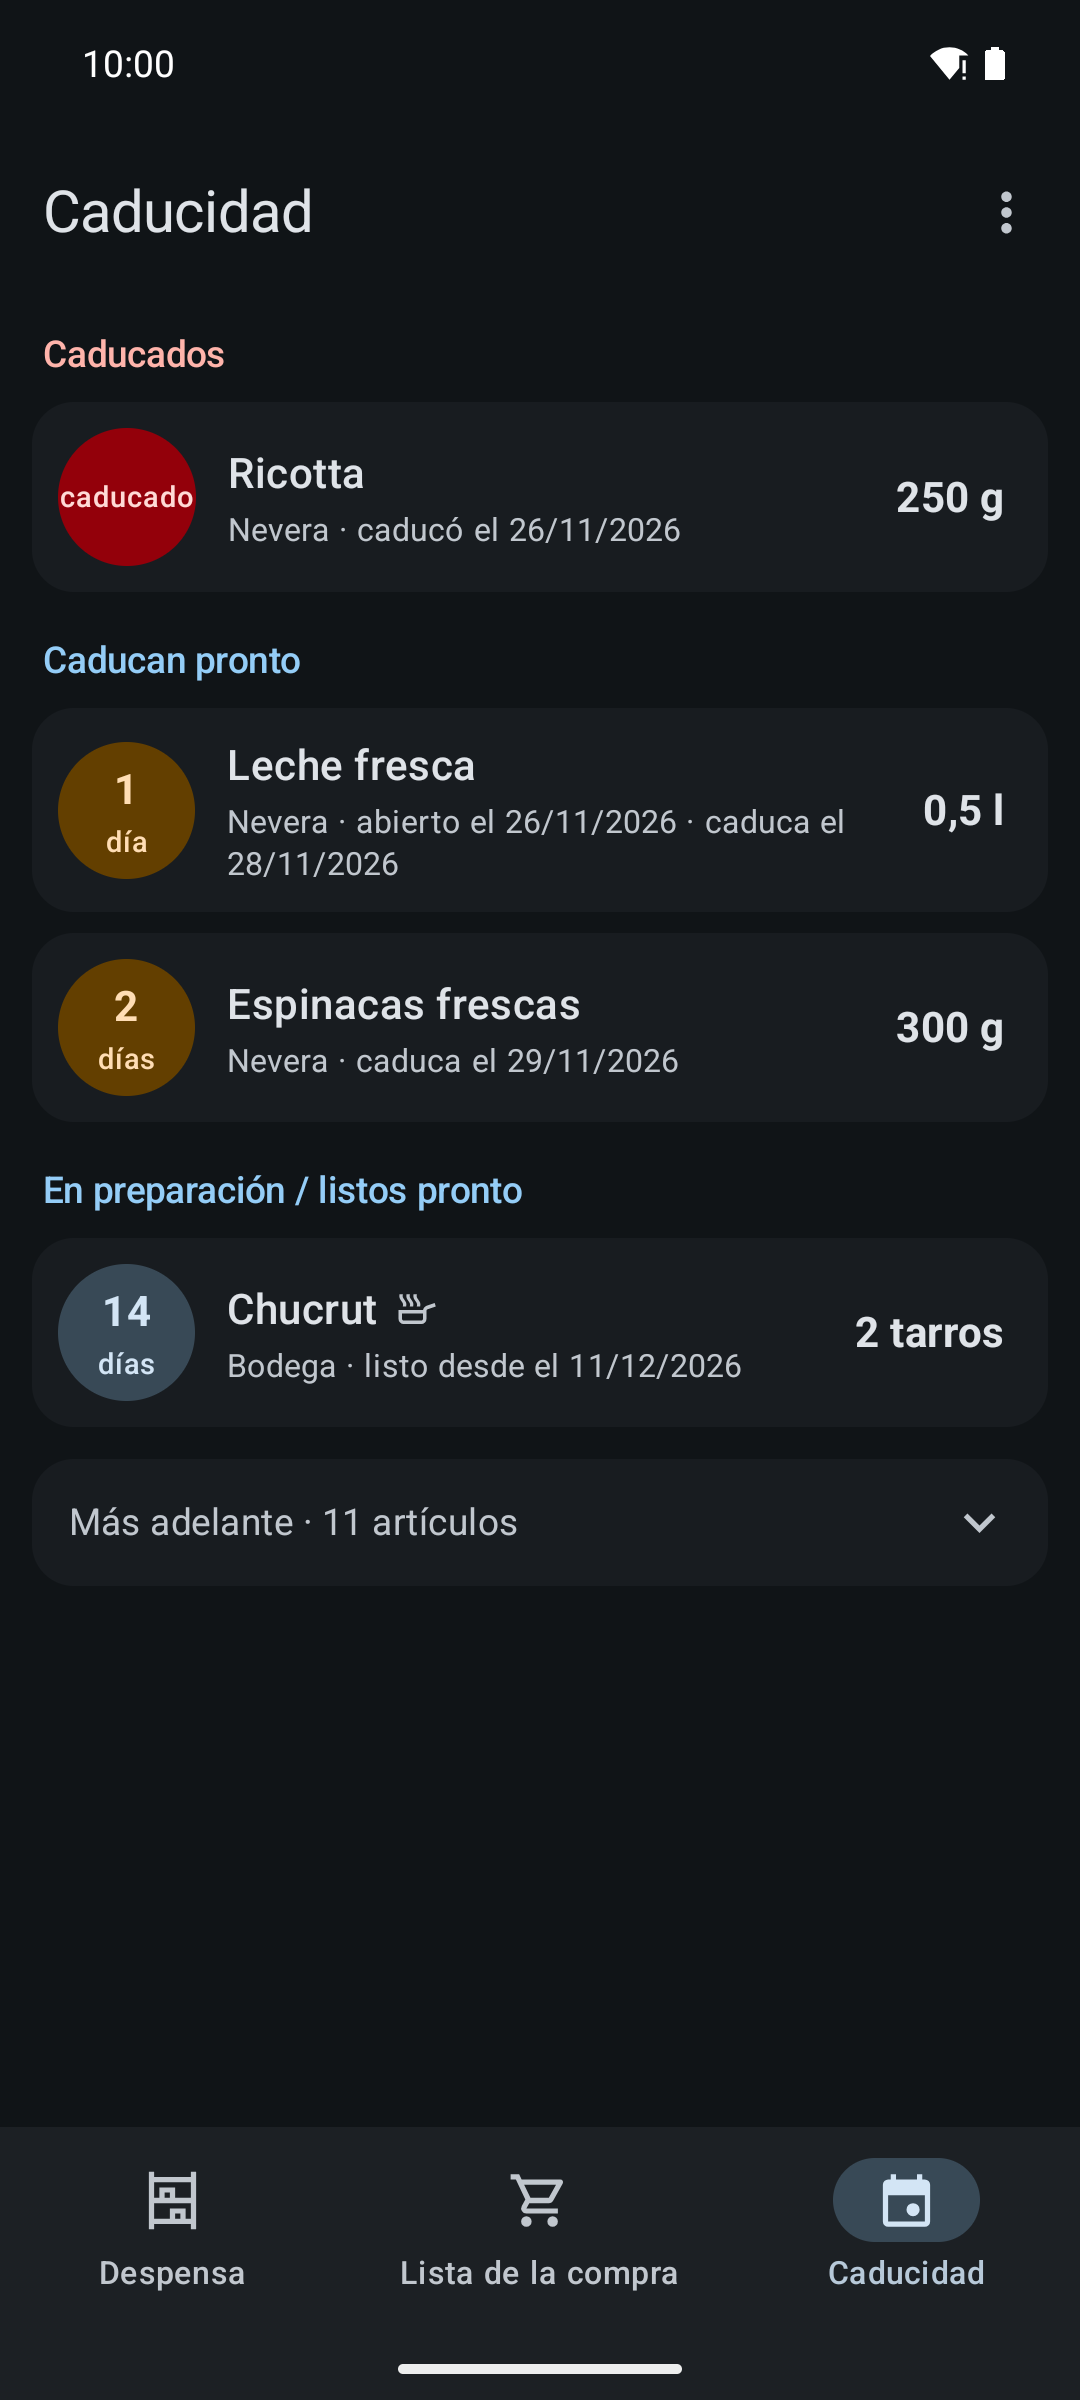 10:00
Caducidad
Caducados
caducado
Ricotta
Nevera · caducó el 26/11/2026
250 g
Caducan pronto
1
día
Leche fresca
Nevera · abierto el 26/11/2026 · caduca el
28/11/2026
0,5 l
2
días
Espinacas frescas
Nevera · caduca el 29/11/2026
300 g
En preparación / listos pronto
14
días
Chucrut
Bodega · listo desde el 11/12/2026
2 tarros
Más adelante · 11 artículos
Despensa
Lista de la compra
Caducidad